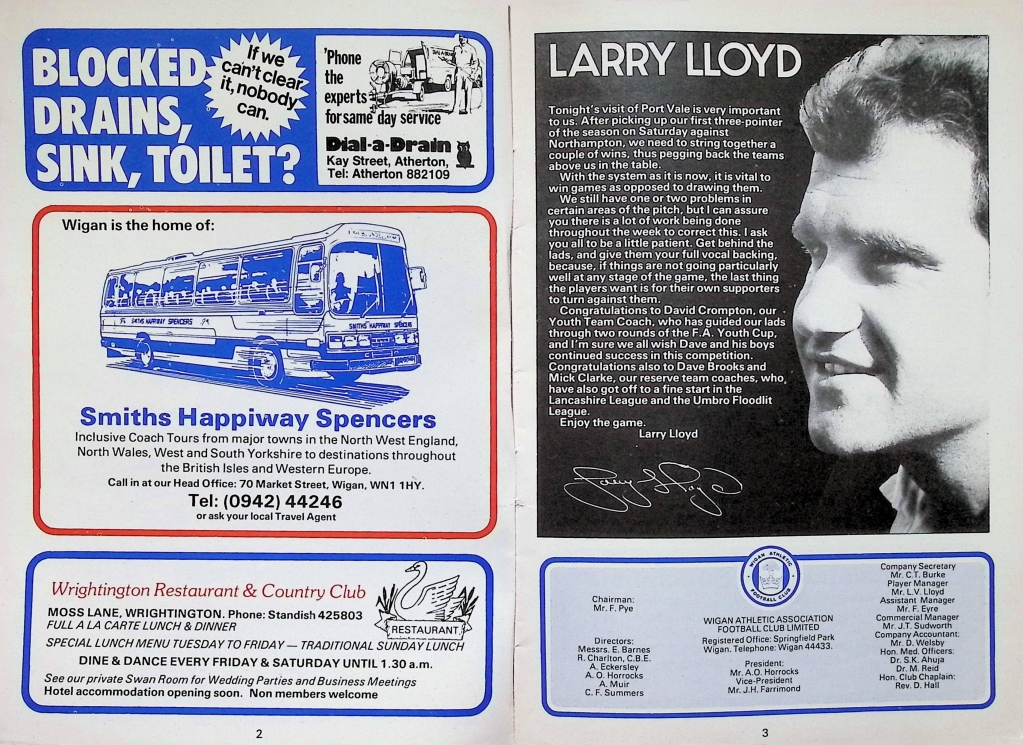 BLOCKED
DRAINS,
SINK, TOILET?
If we
can't clear
it, nobody
can.
'Phone
the
experts
for same day service
DIAL-A-DRAIN
Dial-a-Drain
Kay Street, Atherton,
Tel: Atherton 882109
Wigan is the home of:
SMITHS HAPPIWAY SPENCERS
SMITHS HAPPIWAY SPENCERS
Smiths Happiway Spencers
Inclusive Coach Tours from major towns in the North West England,
North Wales, West and South Yorkshire to destinations throughout
the British Isles and Western Europe.
Call in at our Head Office: 70 Market Street, Wigan, WN1 1HY.
Tel: (0942) 44246
or ask your local Travel Agent
Wrightington Restaurant & Country Club
MOSS LANE, WRIGHTINGTON. Phone: Standish 425803
FULL A LA CARTE LUNCH & DINNER
SPECIAL LUNCH MENU TUESDAY TO FRIDAY — TRADITIONAL SUNDAY LUNCH
DINE & DANCE EVERY FRIDAY & SATURDAY UNTIL 1.30 a.m.
See our private Swan Room for Wedding Parties and Business Meetings
Hotel accommodation opening soon. Non members welcome
RESTAURANT
2
LARRY LLOYD
Tonight's visit of Port Vale is very important
to us. After picking up our first three-pointer
of the season on Saturday against
Northampton, we need to string together a
couple of wins, thus pegging back the teams
above us in the table.
With the system as it is now, it is vital to
win games as opposed to drawing them.
We still have one or two problems in
certain areas of the pitch, but I can assure
you there is a lot of work being done
throughout the week to correct this. I ask
you all to be a little patient. Get behind the
lads, and give them your full vocal backing,
because, if things are not going particularly
well at any stage of the game, the last thing
the players want is for their own supporters
to turn against them.
Congratulations to David Crompton, our
Youth Team Coach, who has guided our lads
through two rounds of the F.A. Youth Cup,
and I'm sure we all wish Dave and his boys
continued success in this competition.
Congratulations also to Dave Brooks and
Mick Clarke, our reserve team coaches, who
have also got off to a fine start in the
Lancashire League and the Umbro Floodlit
League.
Enjoy the game.
Larry Lloyd
Larry Lloyd
WIGAN ATHLETIC
FOOTBALL CLUB
Chairman:
Mr. F. Pye
Directors:
Messrs. E. Barnes
R. Charlton, C.B.E.
A. Eckersley
A. O. Horrocks
A. Muir
C. F. Summers
WIGAN ATHLETIC ASSOCIATION
FOOTBALL CLUB LIMITED
Registered Office: Springfield Park
Wigan. Telephone: Wigan 44433.
President:
Mr. A.O. Horrocks
Vice-President
Mr. J.H. Farrimond
Company Secretary
Mr. C.T. Burke
Player Manager
Mr. L.V. Lloyd
Assistant Manager
Mr. F. Eyre
Commercial Manager
Mr. J.T. Sudworth
Company Accountant:
Mr. D. Welsby
Hon. Med. Officers:
Dr. S.K. Ahuja
Dr. M. Reid
Hon. Club Chaplain:
Rev. D. Hall
3